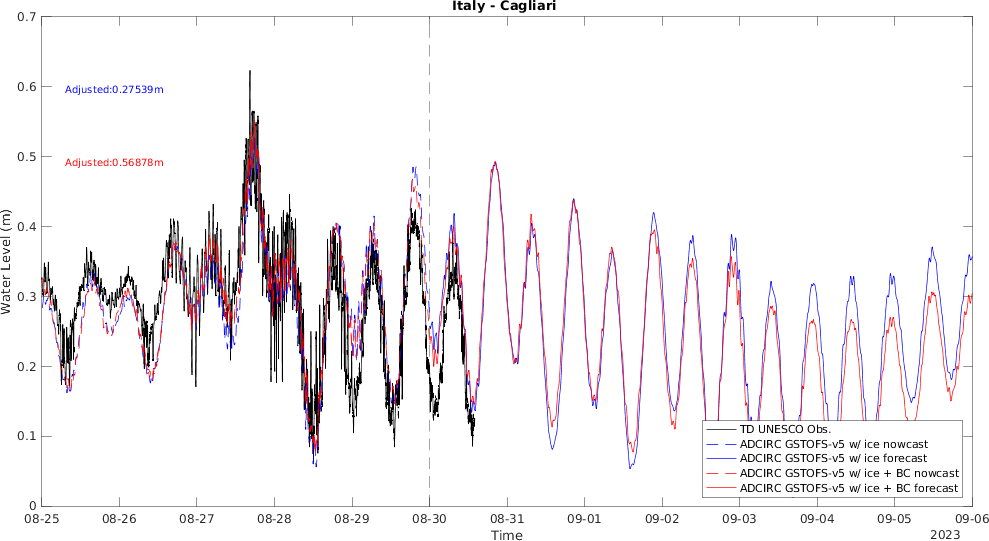 Italy - Cagliari
0.7
0.6
0.5
0.4
0.3
0.2
0.1
0
Water Level (m)
Adjusted:0.27539m
Adjusted:0.56878m
TD UNESCO Obs.
ADCIRC GSTOFS-v5 w/ ice nowcast
ADCIRC GSTOFS-v5 w/ ice forecast
ADCIRC GSTOFS-v5 w/ ice + BC nowcast
ADCIRC GSTOFS-v5 w/ ice + BC forecast
08-25 08-26 08-27 08-28 08-29 08-30 08-31 09-01 09-02 09-03 09-04 09-05 09-06
Time
2023